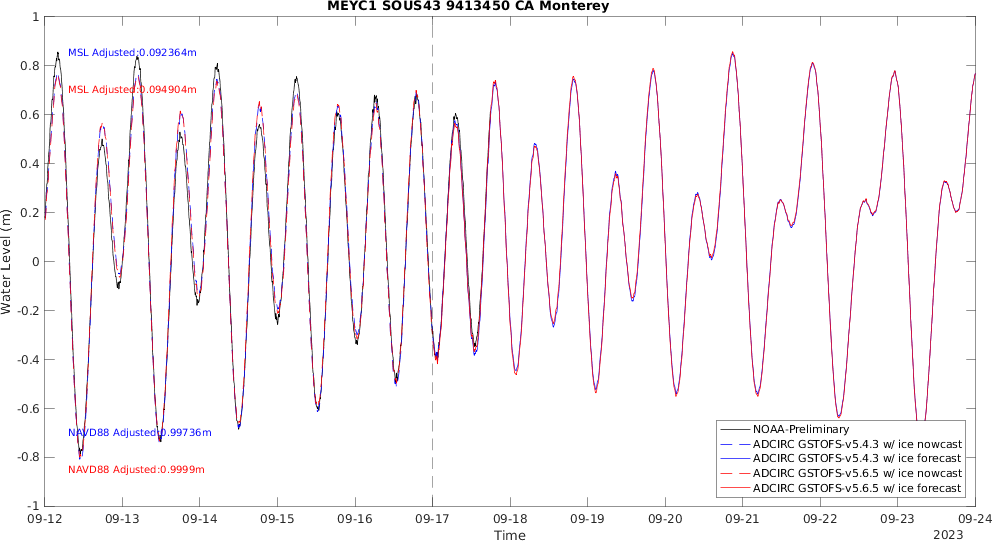 MEYC1 SOUS43 9413450 CA Monterey
1
0.8
0.6
0.4
0.2
0
-0.2
-0.4
-0.6
-0.8
-1
Water Level (m)
MSL Adjusted:0.092364m
MSL Adjusted:0.094904m
NAVD88 Adjusted:0.99736m
NAVD88 Adjusted:0.9999m
NOAA-Preliminary
ADCIRC GSTOFS-v5.4.3 w/ ice nowcast
ADCIRC GSTOFS-v5.4.3 w/ ice forecast
ADCIRC GSTOFS-v5.6.5 w/ ice nowcast
ADCIRC GSTOFS-v5.6.5 w/ ice forecast
09-12 09-13 09-14 09-15 09-16 09-17 09-18 09-19 09-20 09-21 09-22 09-23 09-24
Time
2023